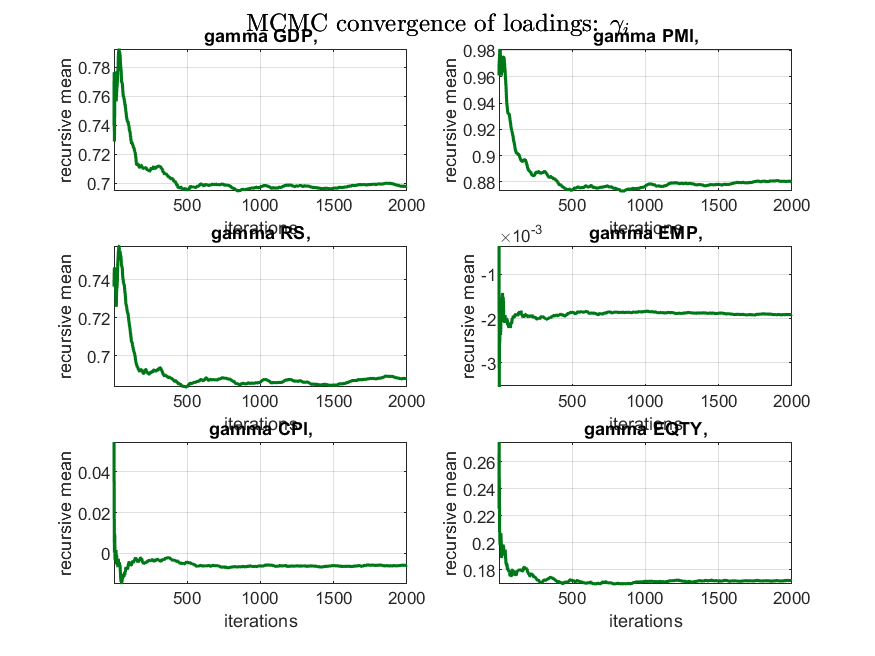 MCMC convergence of loadings: γᵢ
gamma GDP,
recursive mean
0.78
0.76
0.74
0.72
0.7
500 1000 1500 2000
iterations
gamma PMI,
recursive mean
0.98
0.96
0.94
0.92
0.9
0.88
500 1000 1500 2000
iterations
gamma RS,
recursive mean
0.74
0.72
0.7
500 1000 1500 2000
iterations
gamma EMP,
×10⁻³
recursive mean
-1
-2
-3
500 1000 1500 2000
iterations
gamma CPI,
recursive mean
0.04
0.02
0
500 1000 1500 2000
iterations
gamma EQTY,
recursive mean
0.26
0.24
0.22
0.2
0.18
500 1000 1500 2000
iterations